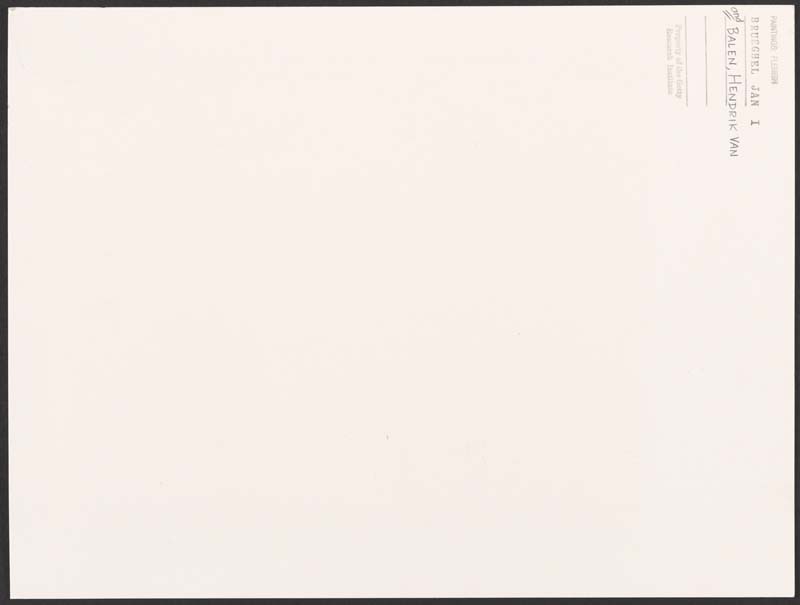 PAINTINGS: FLEMISH
BRUEGHEL JAN I
and BALEN, HENDRIK VAN
Property of the Getty
Research Institute